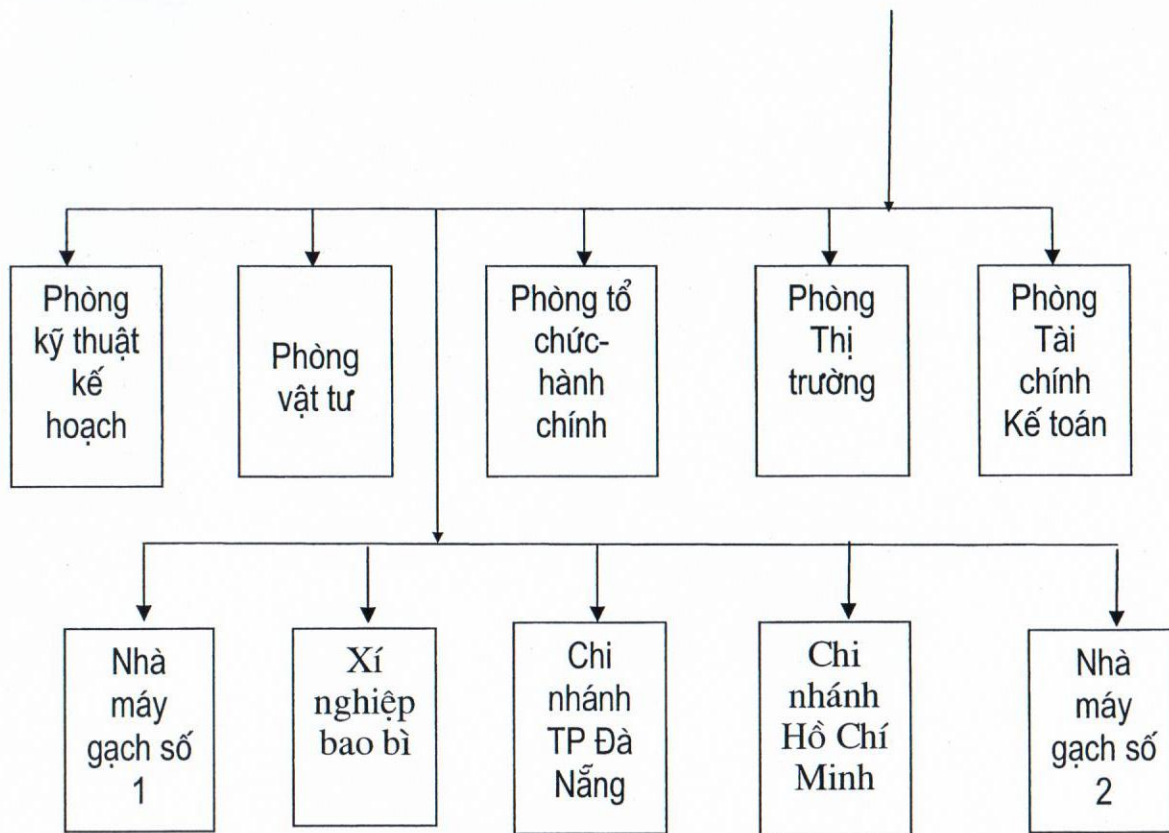 Phòng
kỹ thuật
kế
hoạch
Phòng
vật tư
Phòng tổ
chức-
hành
chính
Phòng
Thị
trường
Phòng
Tài
chính
Kế toán
Nhà
máy
gạch số
1
Xí
nghiệp
bao bì
Chi
nhánh
TP Đà
Nẵng
Chi
nhánh
Hồ Chí
Minh
Nhà
máy
gạch số
2